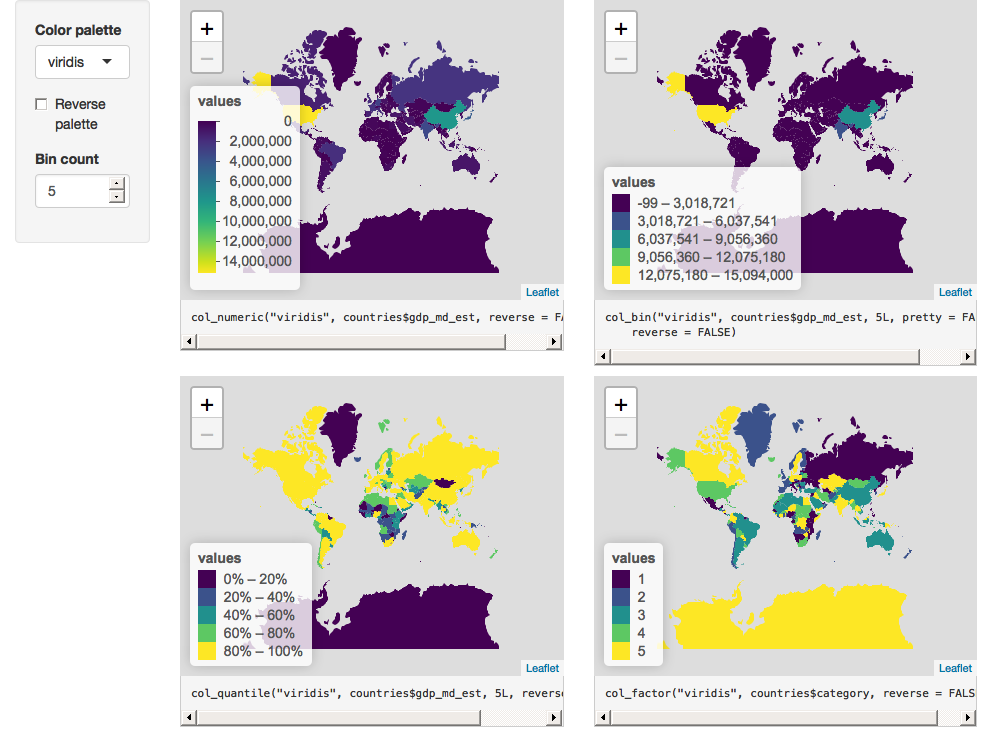 Color palette
viridis
Reverse
palette
Bin count
5
+
−
values
0
2,000,000
4,000,000
6,000,000
8,000,000
10,000,000
12,000,000
14,000,000
Leaflet
col_numeric("viridis", countries$gdp_md_est, reverse = FA
+
−
values
-99 – 3,018,721
3,018,721 – 6,037,541
6,037,541 – 9,056,360
9,056,360 – 12,075,180
12,075,180 – 15,094,000
Leaflet
col_bin("viridis", countries$gdp_md_est, 5L, pretty = FA
reverse = FALSE)
+
−
values
0% – 20%
20% – 40%
40% – 60%
60% – 80%
80% – 100%
Leaflet
col_quantile("viridis", countries$gdp_md_est, 5L, revers
+
−
values
1
2
3
4
5
Leaflet
col_factor("viridis", countries$category, reverse = FALS